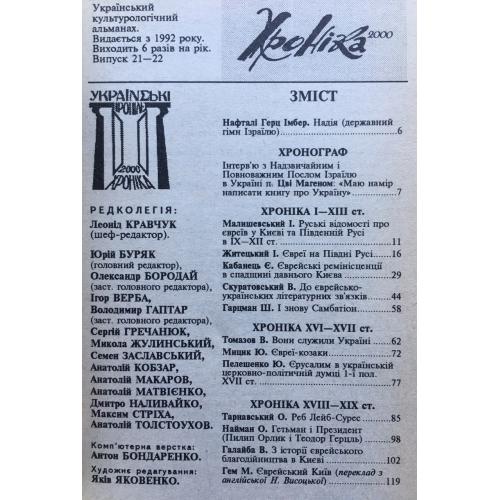 Український
культурологічний
альманах.
Видається з 1992 року.
Виходить 6 разів на рік.
Випуск 21—22
Хроніка 2000
УКРАЇНСЬКІ
ПРОПІЛЕЇ
2000
ХРОНІКА
РЕДКОЛЕГІЯ:
Леонід КРАВЧУК
(шеф-редактор).
Юрій БУРЯК
(головний редактор),
Олександр БОРОДАЙ
(заст. головного редактора),
Ігор ВЕРБА,
Володимир ГАПТАР
(заст. головного редактора),
Сергій ГРЕЧАНЮК,
Микола ЖУЛИНСЬКИЙ,
Семен ЗАСЛАВСЬКИЙ,
Анатолій КОБЗАР,
Анатолій МАКАРОВ,
Анатолій МАТВІЄНКО,
Дмитро НАЛИВАЙКО,
Максим СТРІХА,
Анатолій ТОЛСТОУХОВ.
Комп'ютерна верстка:
Антон БОНДАРЕНКО.
Художнє редагування:
Яків ЯКОВЕНКО.
ЗМІСТ
Нафталі Герц Імбер. Надія (державний
гімн Ізраїлю)....6
ХРОНОГРАФ
Інтерв'ю з Надзвичайним і
Повноважним Послом Ізраїлю
в Україні п. Цві Магеном: «Маю намір
написати книгу про Україну»....7
ХРОНІКА І—ХІІІ ст.
Малишевський І. Руські відомості про
євреїв у Києві та Південній Русі
в ІХ—ХІІ ст.....11
Житецький І. Євреї на Півдні Русі....16
Кабанець Є. Єврейські ремінісценції
в спадщині давнього Києва....29
Скуратовський В. До єврейсько-
українських літературних зв'язків....44
Гарцман Ш. І знову Самбатіон....58
ХРОНІКА XVI—XVII ст.
Томазов В. Вони служили Україні....62
Мицик Ю. Євреї-козаки....72
Пелешенко Ю. Єрусалим в українській
церковно-політичній думці 1-ї пол.
XVII ст.....77
ХРОНІКА XVIII—XIX ст.
Тарнавський О. Реб Лейб-Сурес....85
Найман О. Гетьман і Президент
(Пилип Орлик і Теодор Герцль)....98
Галайба В. З історії єврейського
благодійництва в Києві....102
Гем М. Єврейський Київ (переклад з
англійської Н. Висоцької)....119